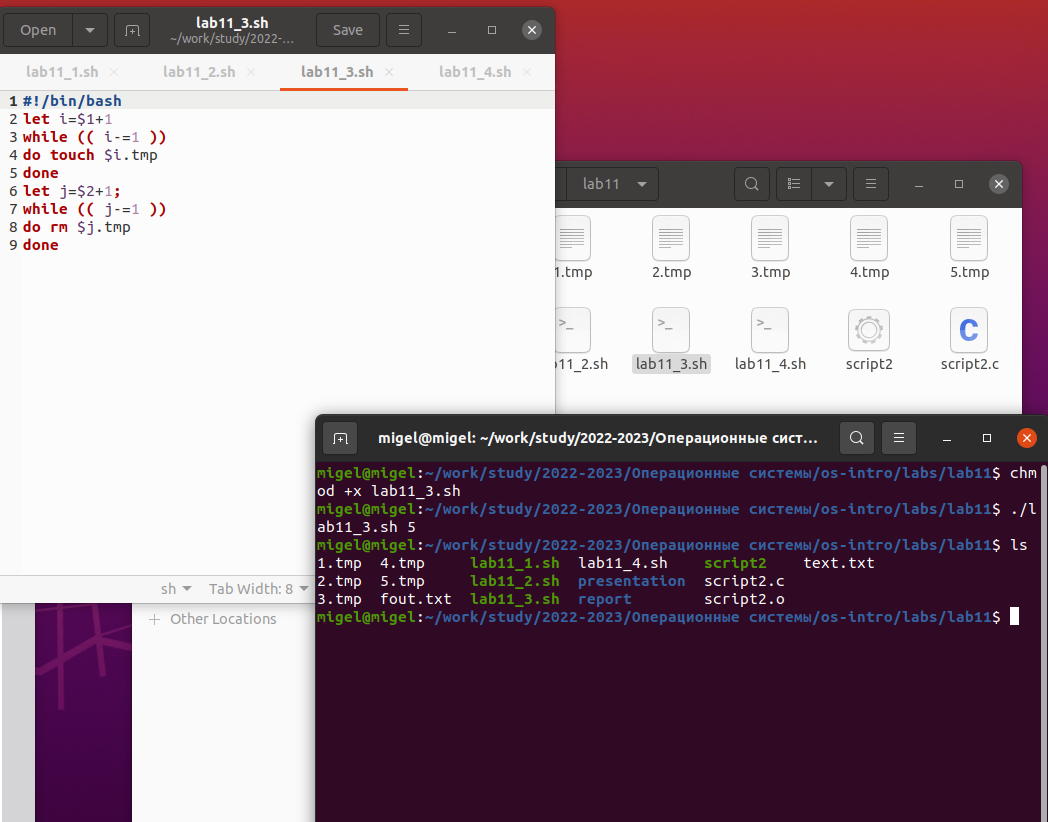 Open
lab11_3.sh
~/work/study/2022-...
Save
lab11_1.sh
lab11_2.sh
lab11_3.sh
lab11_4.sh
1 #!/bin/bash
2 let i=$1+1
3 while (( i-=1 ))
4 do touch $i.tmp
5 done
6 let j=$2+1;
7 while (( j-=1 ))
8 do rm $j.tmp
9 done
sh
Tab Width: 8
lab11
1.tmp 2.tmp 3.tmp 4.tmp 5.tmp
b11_2.sh lab11_3.sh lab11_4.sh script2 script2.c
Other Locations
migel@migel: ~/work/study/2022-2023/Операционные сист...
migel@migel:~/work/study/2022-2023/Операционные системы/os-intro/labs/lab11$ chm
od +x lab11_3.sh
migel@migel:~/work/study/2022-2023/Операционные системы/os-intro/labs/lab11$ ./l
ab11_3.sh 5
migel@migel:~/work/study/2022-2023/Операционные системы/os-intro/labs/lab11$ ls
1.tmp 4.tmp lab11_1.sh lab11_4.sh script2 text.txt
2.tmp 5.tmp lab11_2.sh presentation script2.c
3.tmp fout.txt lab11_3.sh report script2.o
migel@migel:~/work/study/2022-2023/Операционные системы/os-intro/labs/lab11$